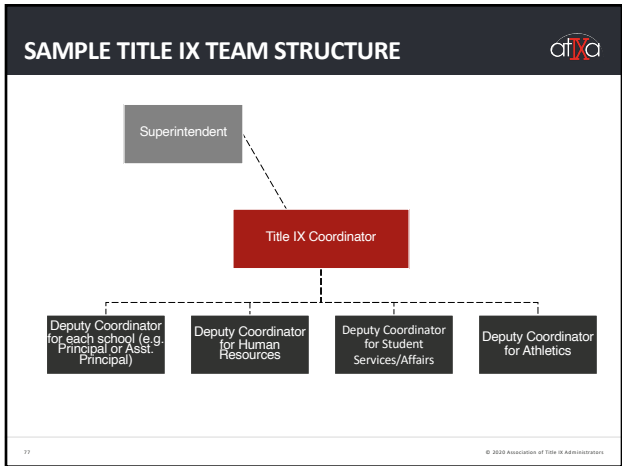 SAMPLE TITLE IX TEAM STRUCTURE
atIXa
Superintendent
Title IX Coordinator
Deputy Coordinator
for each school (e.g.
Principal or Asst.
Principal)
Deputy Coordinator
for Human
Resources
Deputy Coordinator
for Student
Services/Affairs
Deputy Coordinator
for Athletics
77
© 2020 Association of Title IX Administrators